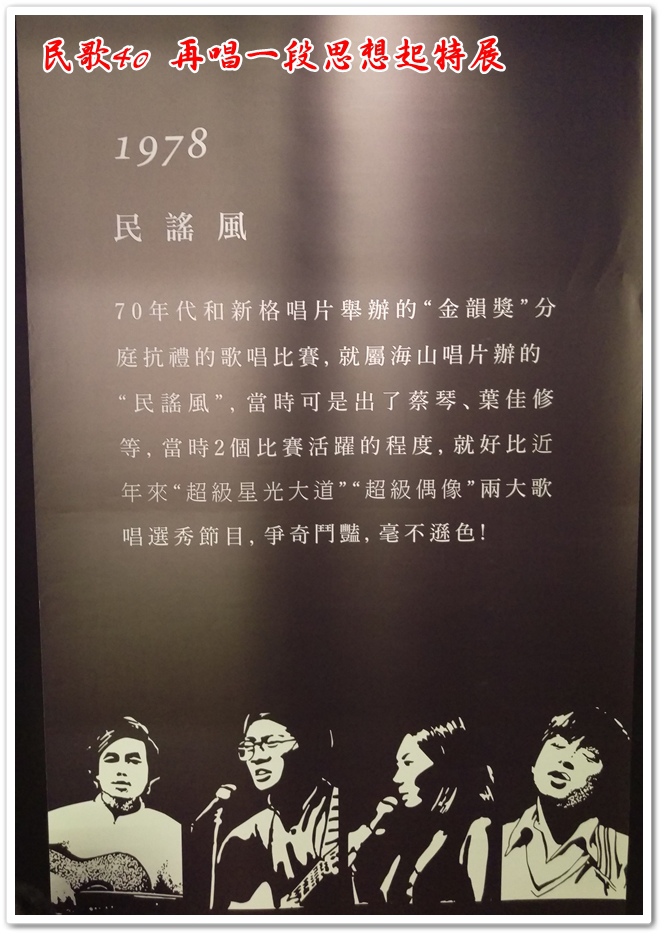 民歌40 再唱一段思想起特展
1978
民謠風
70年代和新格唱片舉辦的“金韻獎”分
庭抗禮的歌唱比賽,就屬海山唱片辦的
“民謠風”,當時可是出了蔡琴、葉佳修
等,當時2個比賽活躍的程度,就好比近
年來“超級星光大道”“超級偶像”兩大歌
唱選秀節目,爭奇鬥豔,毫不遜色!